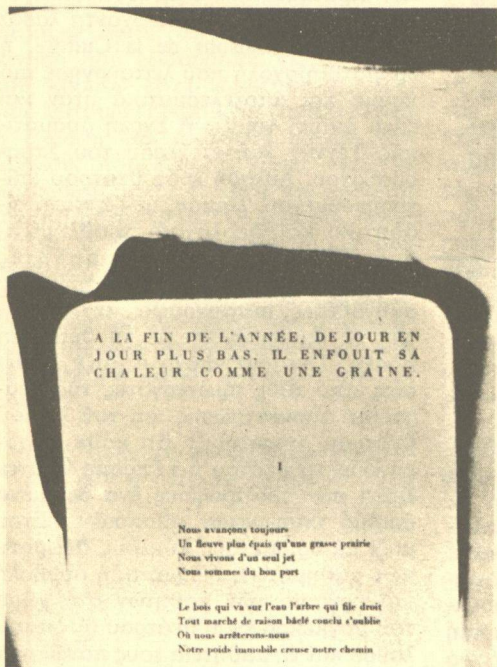 A LA FIN DE L'ANNÉE, DE JOUR EN
JOUR PLUS BAS, IL ENFOUIT SA
CHALEUR COMME UNE GRAINE.
I
Nous avançons toujours
Un fleuve plus épais qu'une grasse prairie
Nous vivons d'un seul jet
Nous sommes du bon port
Le bois qui va sur l'eau l'arbre qui file droit
Tout marché de raison bâclé conclu s'oublie
Où nous arrêterons-nous
Notre poids immobile creuse notre chemin